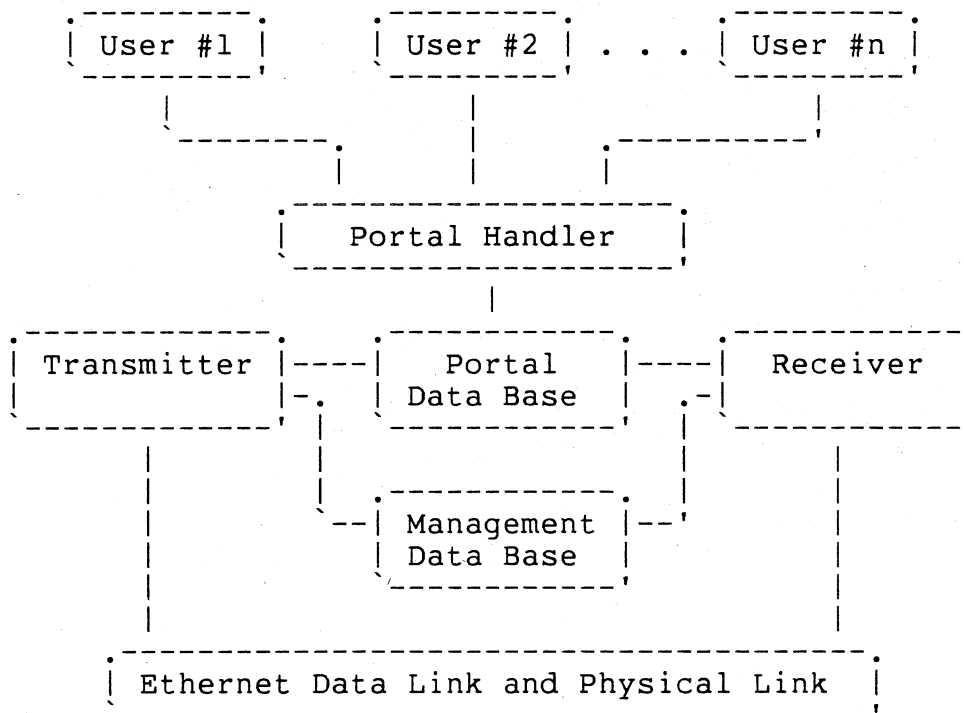 User #1 User #2 . . . User #n
Portal Handler
Transmitter Portal Receiver
Data Base
Management
Data Base
Ethernet Data Link and Physical Link